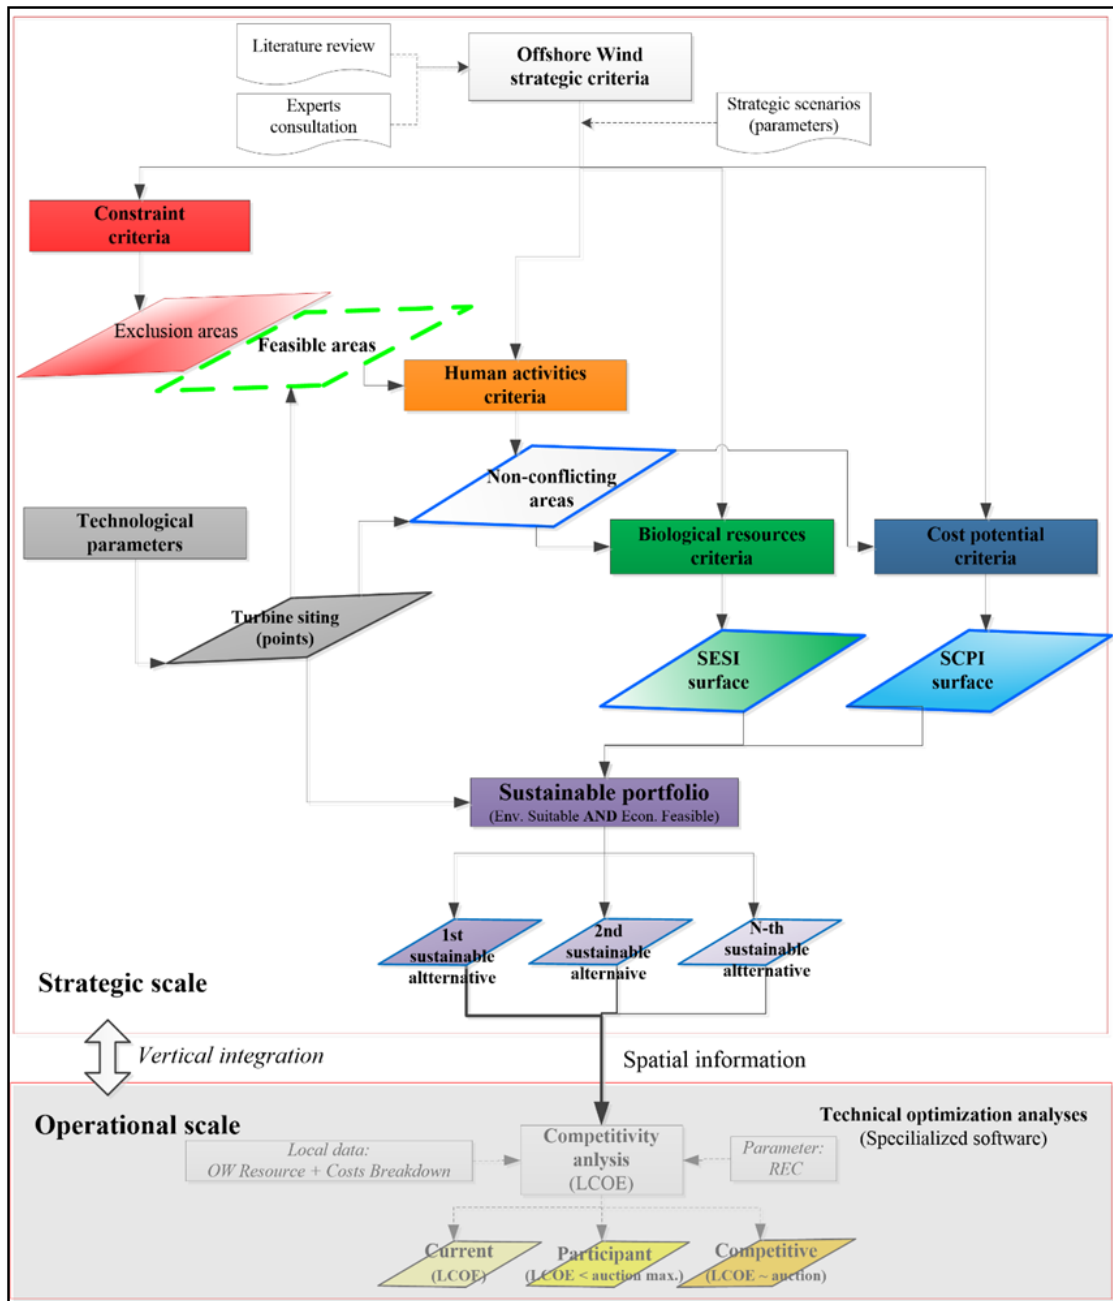 Literature review
Offshore Wind
strategic criteria
Experts
consultation
Strategic scenarios
(parameters)
Constraint
criteria
Exclusion areas
Feasible areas
Human activities
criteria
Non-conflicting
areas
Technological
parameters
Biological resources
criteria
Cost potential
criteria
Turbine siting
(points)
SESI
surface
SCPI
surface
Sustainable portfolio
(Env. Suitable AND Econ. Feasible)
1st
sustainable
altternative
2nd
sustainable
alternaive
N-th
sustainable
altternative
Strategic scale
Vertical integration
Spatial information
Operational scale
Technical optimization analyses
(Specilialized software)
Local data:
OW Resource + Costs Breakdown
Competitivity
anlysis
(LCOE)
Parameter:
REC
Current
(LCOE)
Participant
(LCOE < auction max.)
Competitive
(LCOE ~ auction)